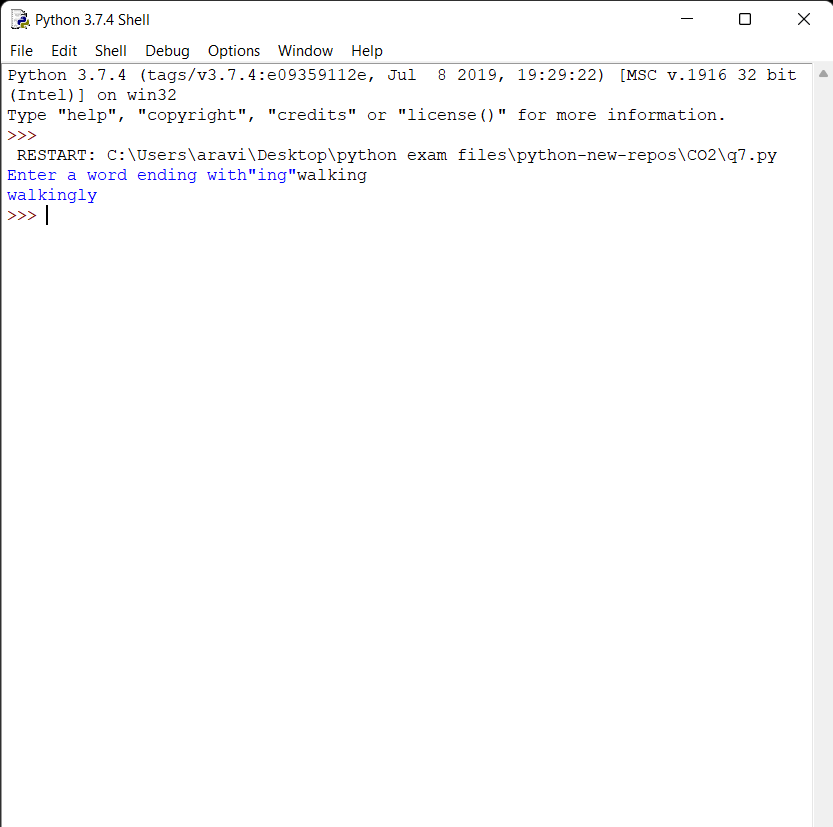 Python 3.7.4 Shell
File Edit Shell Debug Options Window Help
Python 3.7.4 (tags/v3.7.4:e09359112e, Jul  8 2019, 19:29:22) [MSC v.1916 32 bit
(Intel)] on win32
Type "help", "copyright", "credits" or "license()" for more information.
>>>
 RESTART: C:\Users\aravi\Desktop\python exam files\python-new-repos\CO2\q7.py
Enter a word ending with"ing"walking
walkingly
>>>